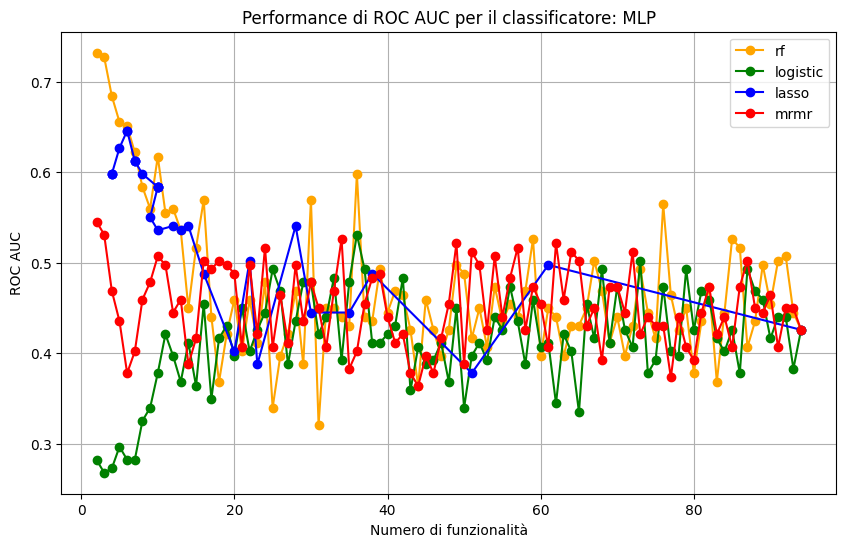 Performance di ROC AUC per il classificatore: MLP
rf
logistic
lasso
mrmr
ROC AUC
0.7
0.6
0.5
0.4
0.3
0
20
40
60
80
Numero di funzionalità